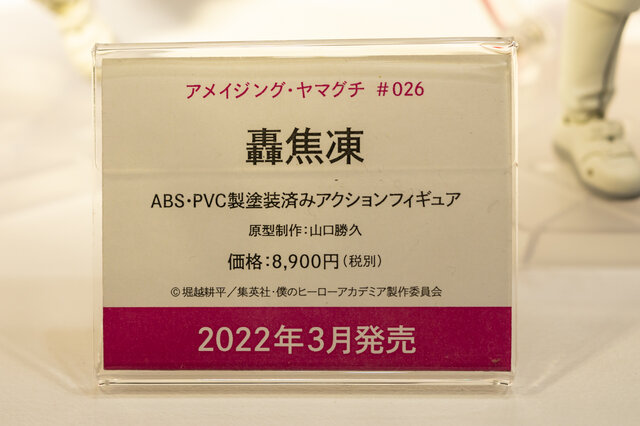 アメイジング・ヤマグチ #026
轟焦凍
ABS・PVC製塗装済みアクションフィギュア
原型制作：山口勝久
価格：8,900円（税別）
© 堀越耕平／集英社・僕のヒーローアカデミア製作委員会
2022年3月発売